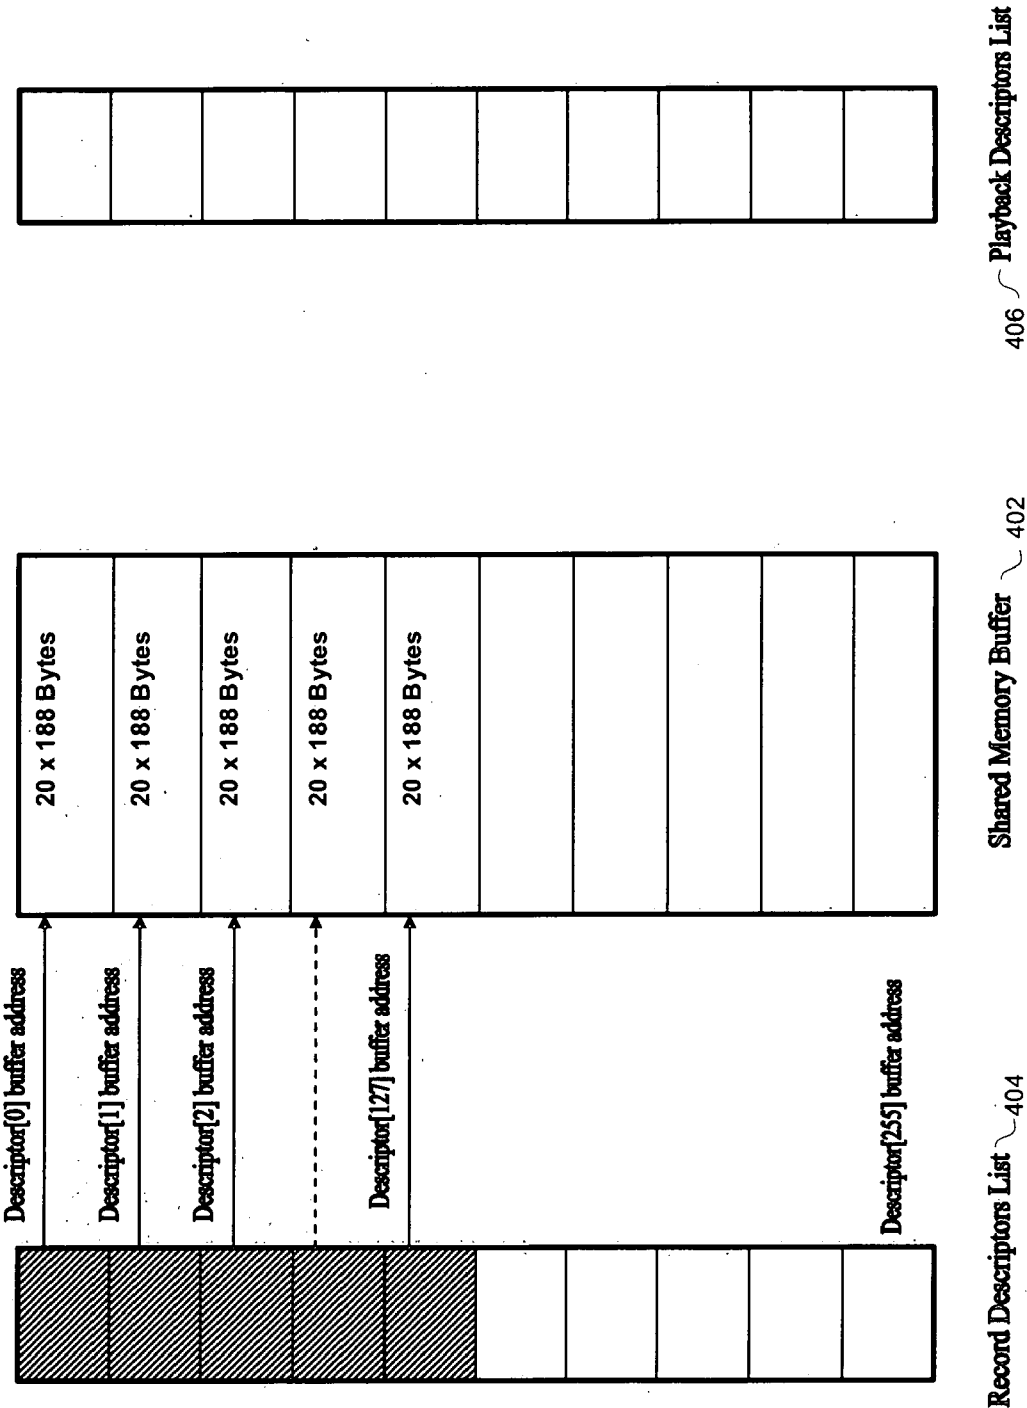 Descriptor[0] buffer address
Descriptor[1] buffer address
Descriptor[2] buffer address
Descriptor[127] buffer address
Descriptor[255] buffer address
20 x 188 Bytes
20 x 188 Bytes
20 x 188 Bytes
20 x 188 Bytes
20 x 188 Bytes
Record Descriptors List 404
Shared Memory Buffer 402
406 Playback Descriptors List